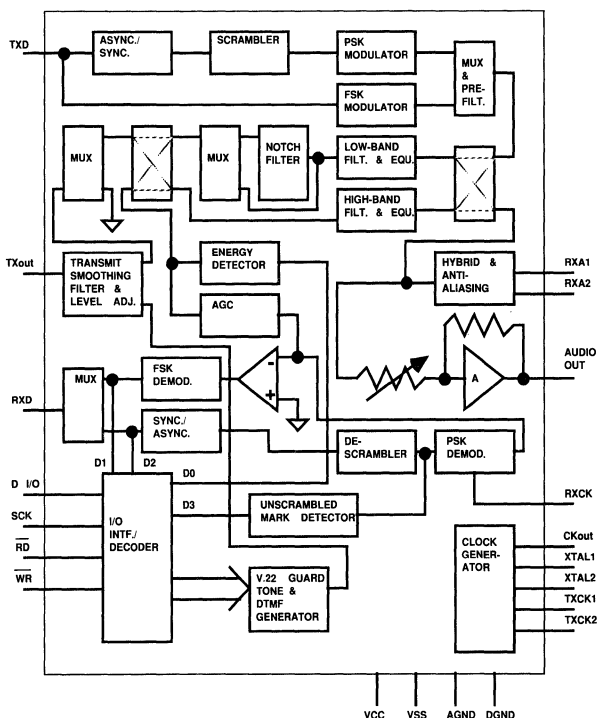 TXD
ASYNC./
SYNC.
SCRAMBLER
PSK
MODULATOR
MUX
&
PRE-
FILT.
FSK
MODULATOR
MUX
MUX
NOTCH
FILTER
LOW-BAND
FILT. & EQU.
HIGH-BAND
FILT. & EQU.
TXout
TRANSMIT
SMOOTHING
FILTER &
LEVEL ADJ.
ENERGY
DETECTOR
HYBRID &
ANTI-
ALIASING
RXA1
RXA2
AGC
AUDIO
OUT
A
-
+
RXD
MUX
FSK
DEMOD.
SYNC./
ASYNC.
DE-
SCRAMBLER
PSK
DEMOD.
D1
D2
D0
D3
D I/O
SCK
RD
WR
I/O
INTF./
DECODER
UNSCRAMBLED
MARK DETECTOR
RXCK
V.22 GUARD
TONE &
DTMF
GENERATOR
CLOCK
GENER-
ATOR
CKout
XTAL1
XTAL2
TXCK1
TXCK2
VCC
VSS
AGND
DGND